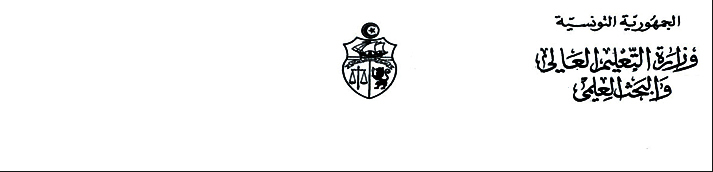 الجمهورية التونسية
وزارة التعليم العالي
والبحث العلمي